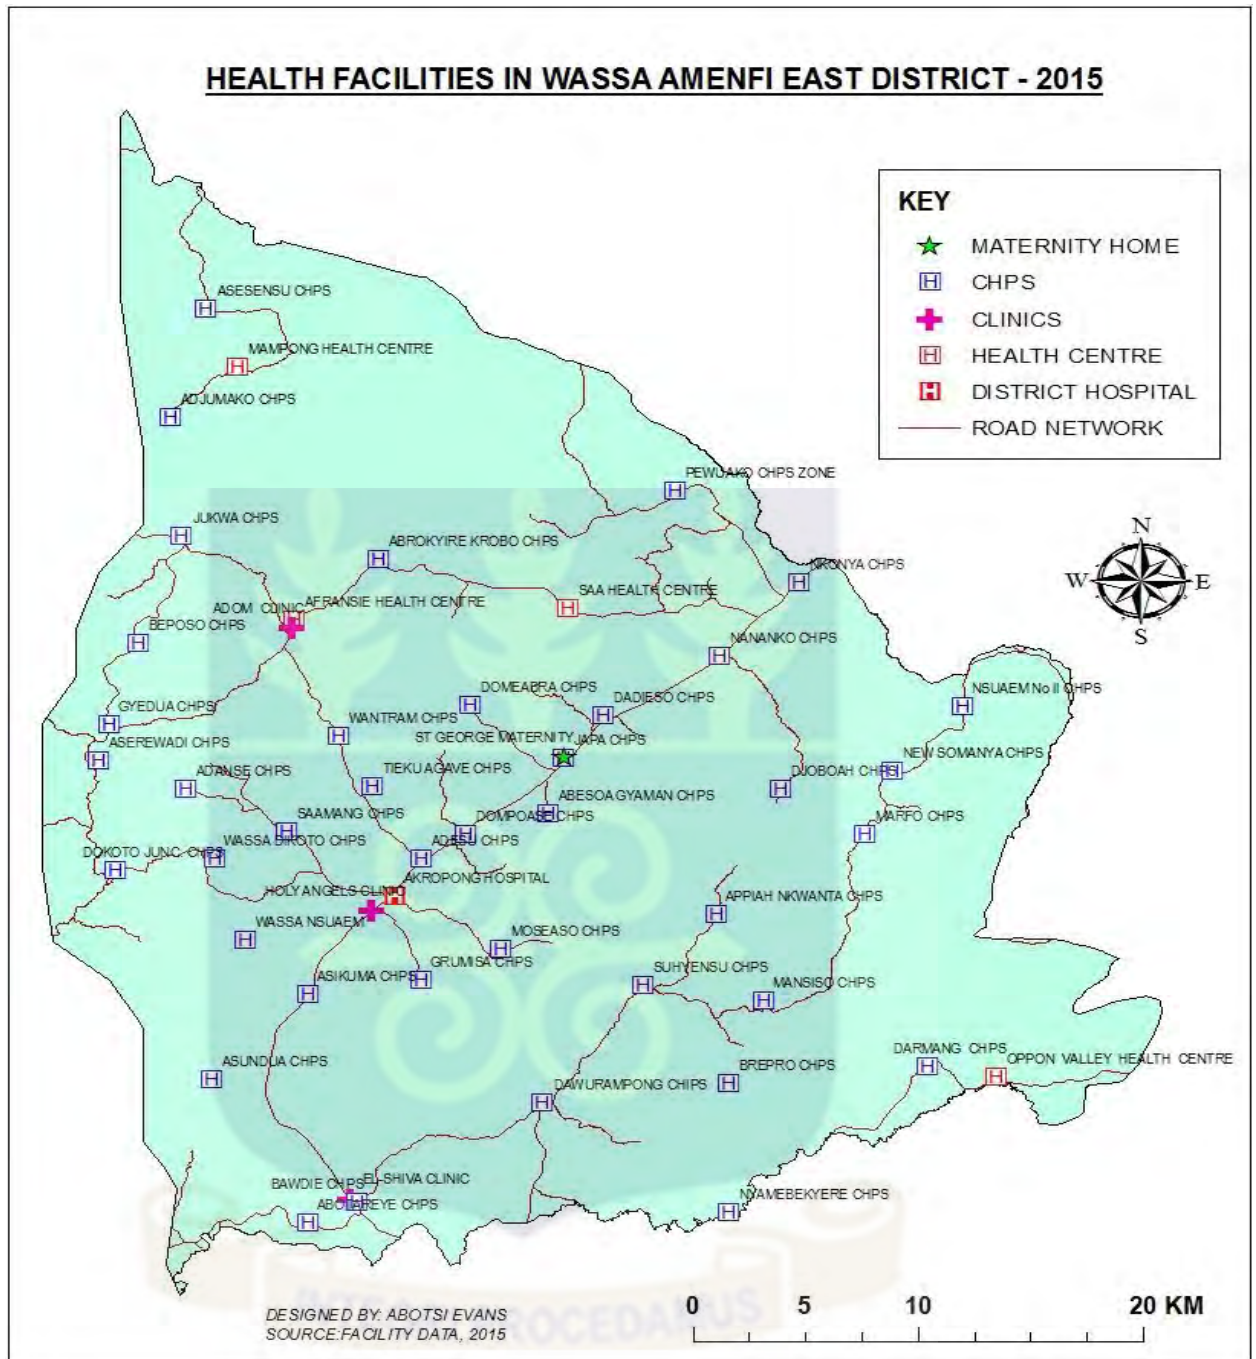 HEALTH FACILITIES IN WASSA AMENFI EAST DISTRICT - 2015
KEY
MATERNITY HOME
CHPS
CLINICS
HEALTH CENTRE
DISTRICT HOSPITAL
ROAD NETWORK
N
W E
S
ASESENSU CHPS
MAMPONG HEALTH CENTRE
ADJUMAKO CHPS
PEWUAKO CHPS ZONE
JUKWA CHPS
ABROKYIRE KROBO CHPS
NKONYA CHPS
SAA HEALTH CENTRE
AFRANSIE HEALTH CENTRE
ADOM CLINIC
BEPOSO CHPS
NANANKO CHPS
DOMEABRA CHPS
DADIESO CHPS
NSUAEM No II CHPS
GYEDUA CHPS
WANTRAM CHPS
ST GEORGE MATERNITY
JAPA CHPS
ASEREWADI CHPS
NEW SOMANYA CHPS
ADANSE CHPS
TIEKU AGAVE CHPS
DJOBOAH CHPS
ABESOA GYAMAN CHPS
SAAMANG CHPS
DOMPOASE CHPS
MARFO CHPS
WASSA DIKOTO CHPS
ADESU CHPS
DOKOTO JUNC. CHPS
AKROPONG HOSPITAL
HOLY ANGELS CLINIC
APPIAH NKWANTA CHPS
WASSA NSUAEM
MOSEASO CHPS
GRUMISA CHPS
SUHYENSU CHPS
ASIKUMA CHPS
MANSISO CHPS
DARMANG CHPS
OPPON VALLEY HEALTH CENTRE
ASUNDUA CHPS
BREPRO CHPS
DAWURAMPONG CHIPS
BAWDIE CHPS
EL-SHIVA CLINIC
NYAMEBEKYERE CHPS
CHPS
DESIGNED BY: ABOTSI EVANS
SOURCE:FACILITY DATA, 2015
INTEGRI PROCEDAMUS
0 5 10 20 KM